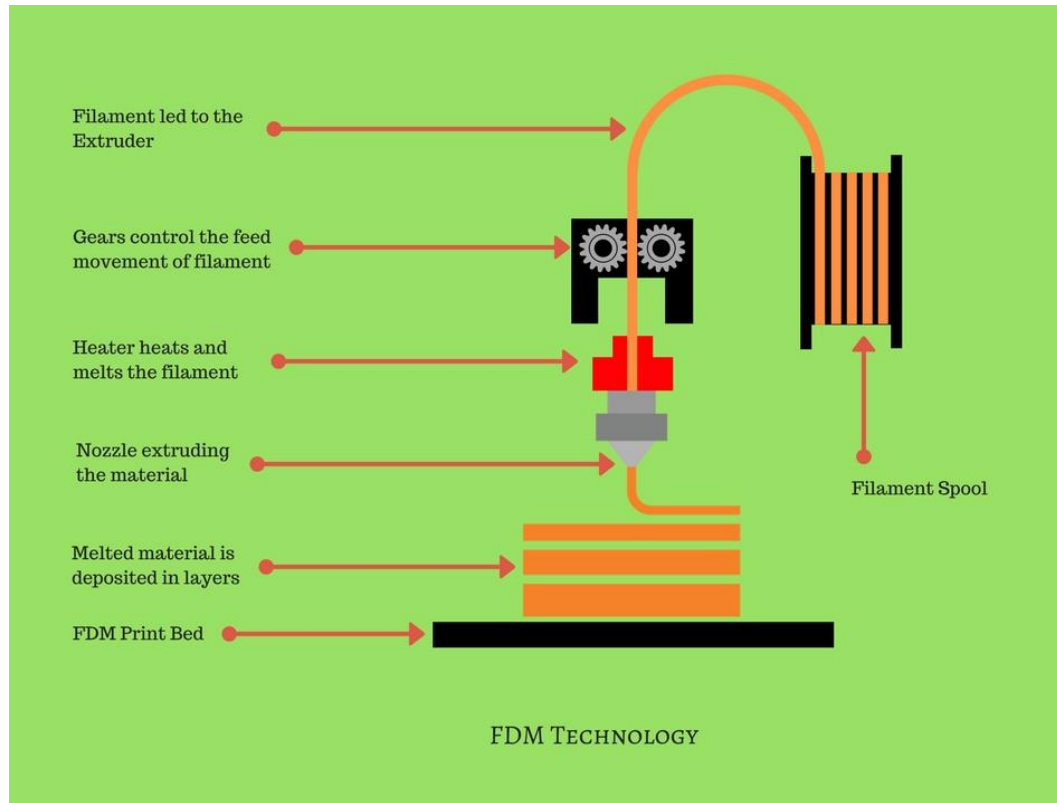 Filament led to the
Extruder
Gears control the feed
movement of filament
Heater heats and
melts the filament
Nozzle extruding
the material
Filament Spool
Melted material is
deposited in layers
FDM Print Bed
FDM Technology